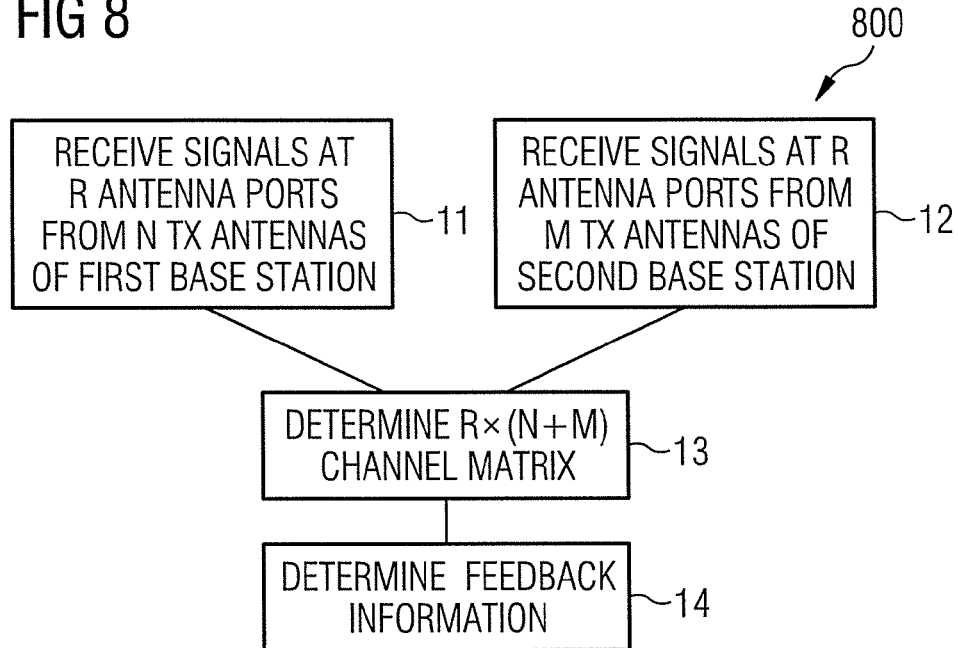 FIG 8
800
RECEIVE SIGNALS AT
R ANTENNA PORTS
FROM N TX ANTENNAS
OF FIRST BASE STATION
11
RECEIVE SIGNALS AT R
ANTENNA PORTS FROM
M TX ANTENNAS OF
SECOND BASE STATION
12
DETERMINE R×(N+M)
CHANNEL MATRIX
13
DETERMINE FEEDBACK
INFORMATION
14